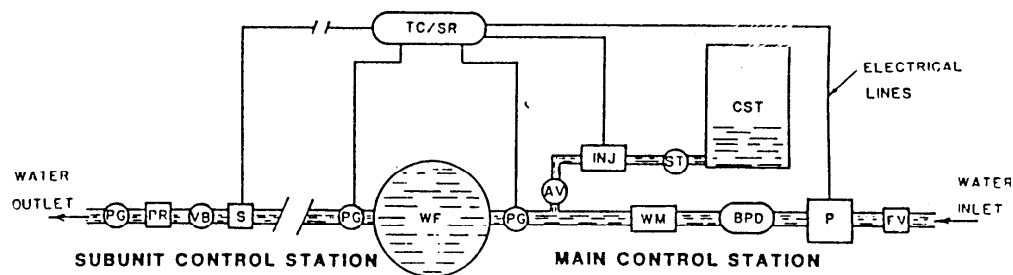 TC/SR
ELECTRICAL
LINES
CST
INJ
ST
AV
WATER
OUTLET
PG
PR
VB
S
PG
WF
PG
WM
BPD
P
FV
WATER
INLET
SUBUNIT CONTROL STATION
MAIN CONTROL STATION